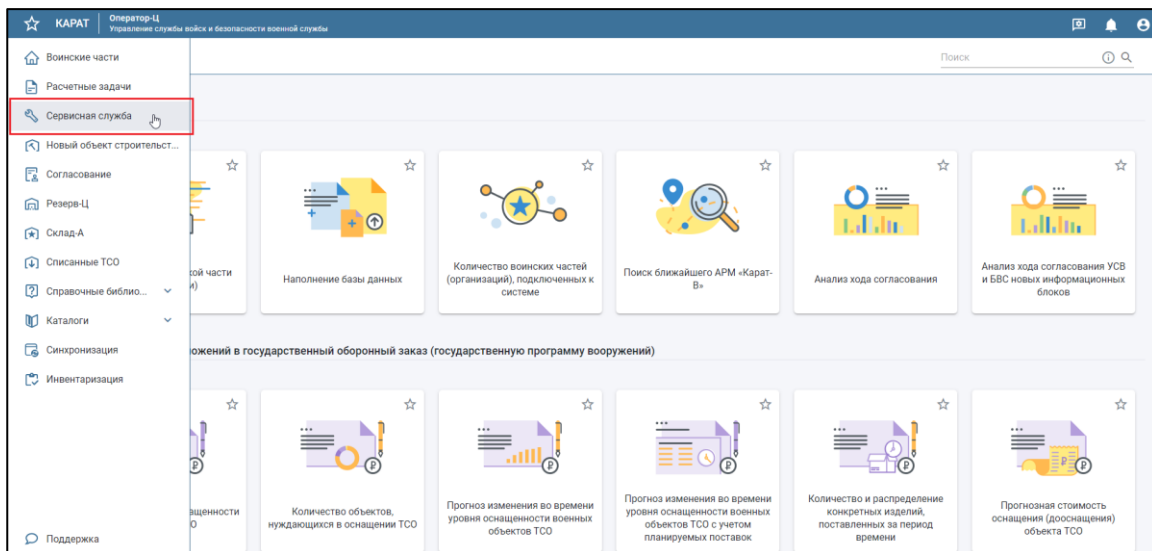 КАРАТ
Оператор-Ц
Управление службы войск и безопасности военной службы
Воинские части
Поиск
Расчетные задачи
Сервисная служба
Новый объект строительст...
Согласование
Резерв-Ц
Склад-А
Списанные ТСО
Справочные библио...
Каталоги
Синхронизация
Инвентаризация
Поддержка
кой части
и)
Наполнение базы данных
Количество воинских частей
(организаций), подключенных к
системе
Поиск ближайшего АРМ «Карат-
В»
Анализ хода согласования
Анализ хода согласования УСВ
и БВС новых информационных
блоков
ожений в государственный оборонный заказ (государственную программу вооружений)
ащенности
О
Количество объектов,
нуждающихся в оснащении ТСО
Прогноз изменения во времени
уровня оснащенности военных
объектов ТСО
Прогноз изменения во времени
уровня оснащенности военных
объектов ТСО с учетом
планируемых поставок
Количество и распределение
конкретных изделий,
поставленных за период
времени
Прогнозная стоимость
оснащения (дооснащения)
объекта ТСО